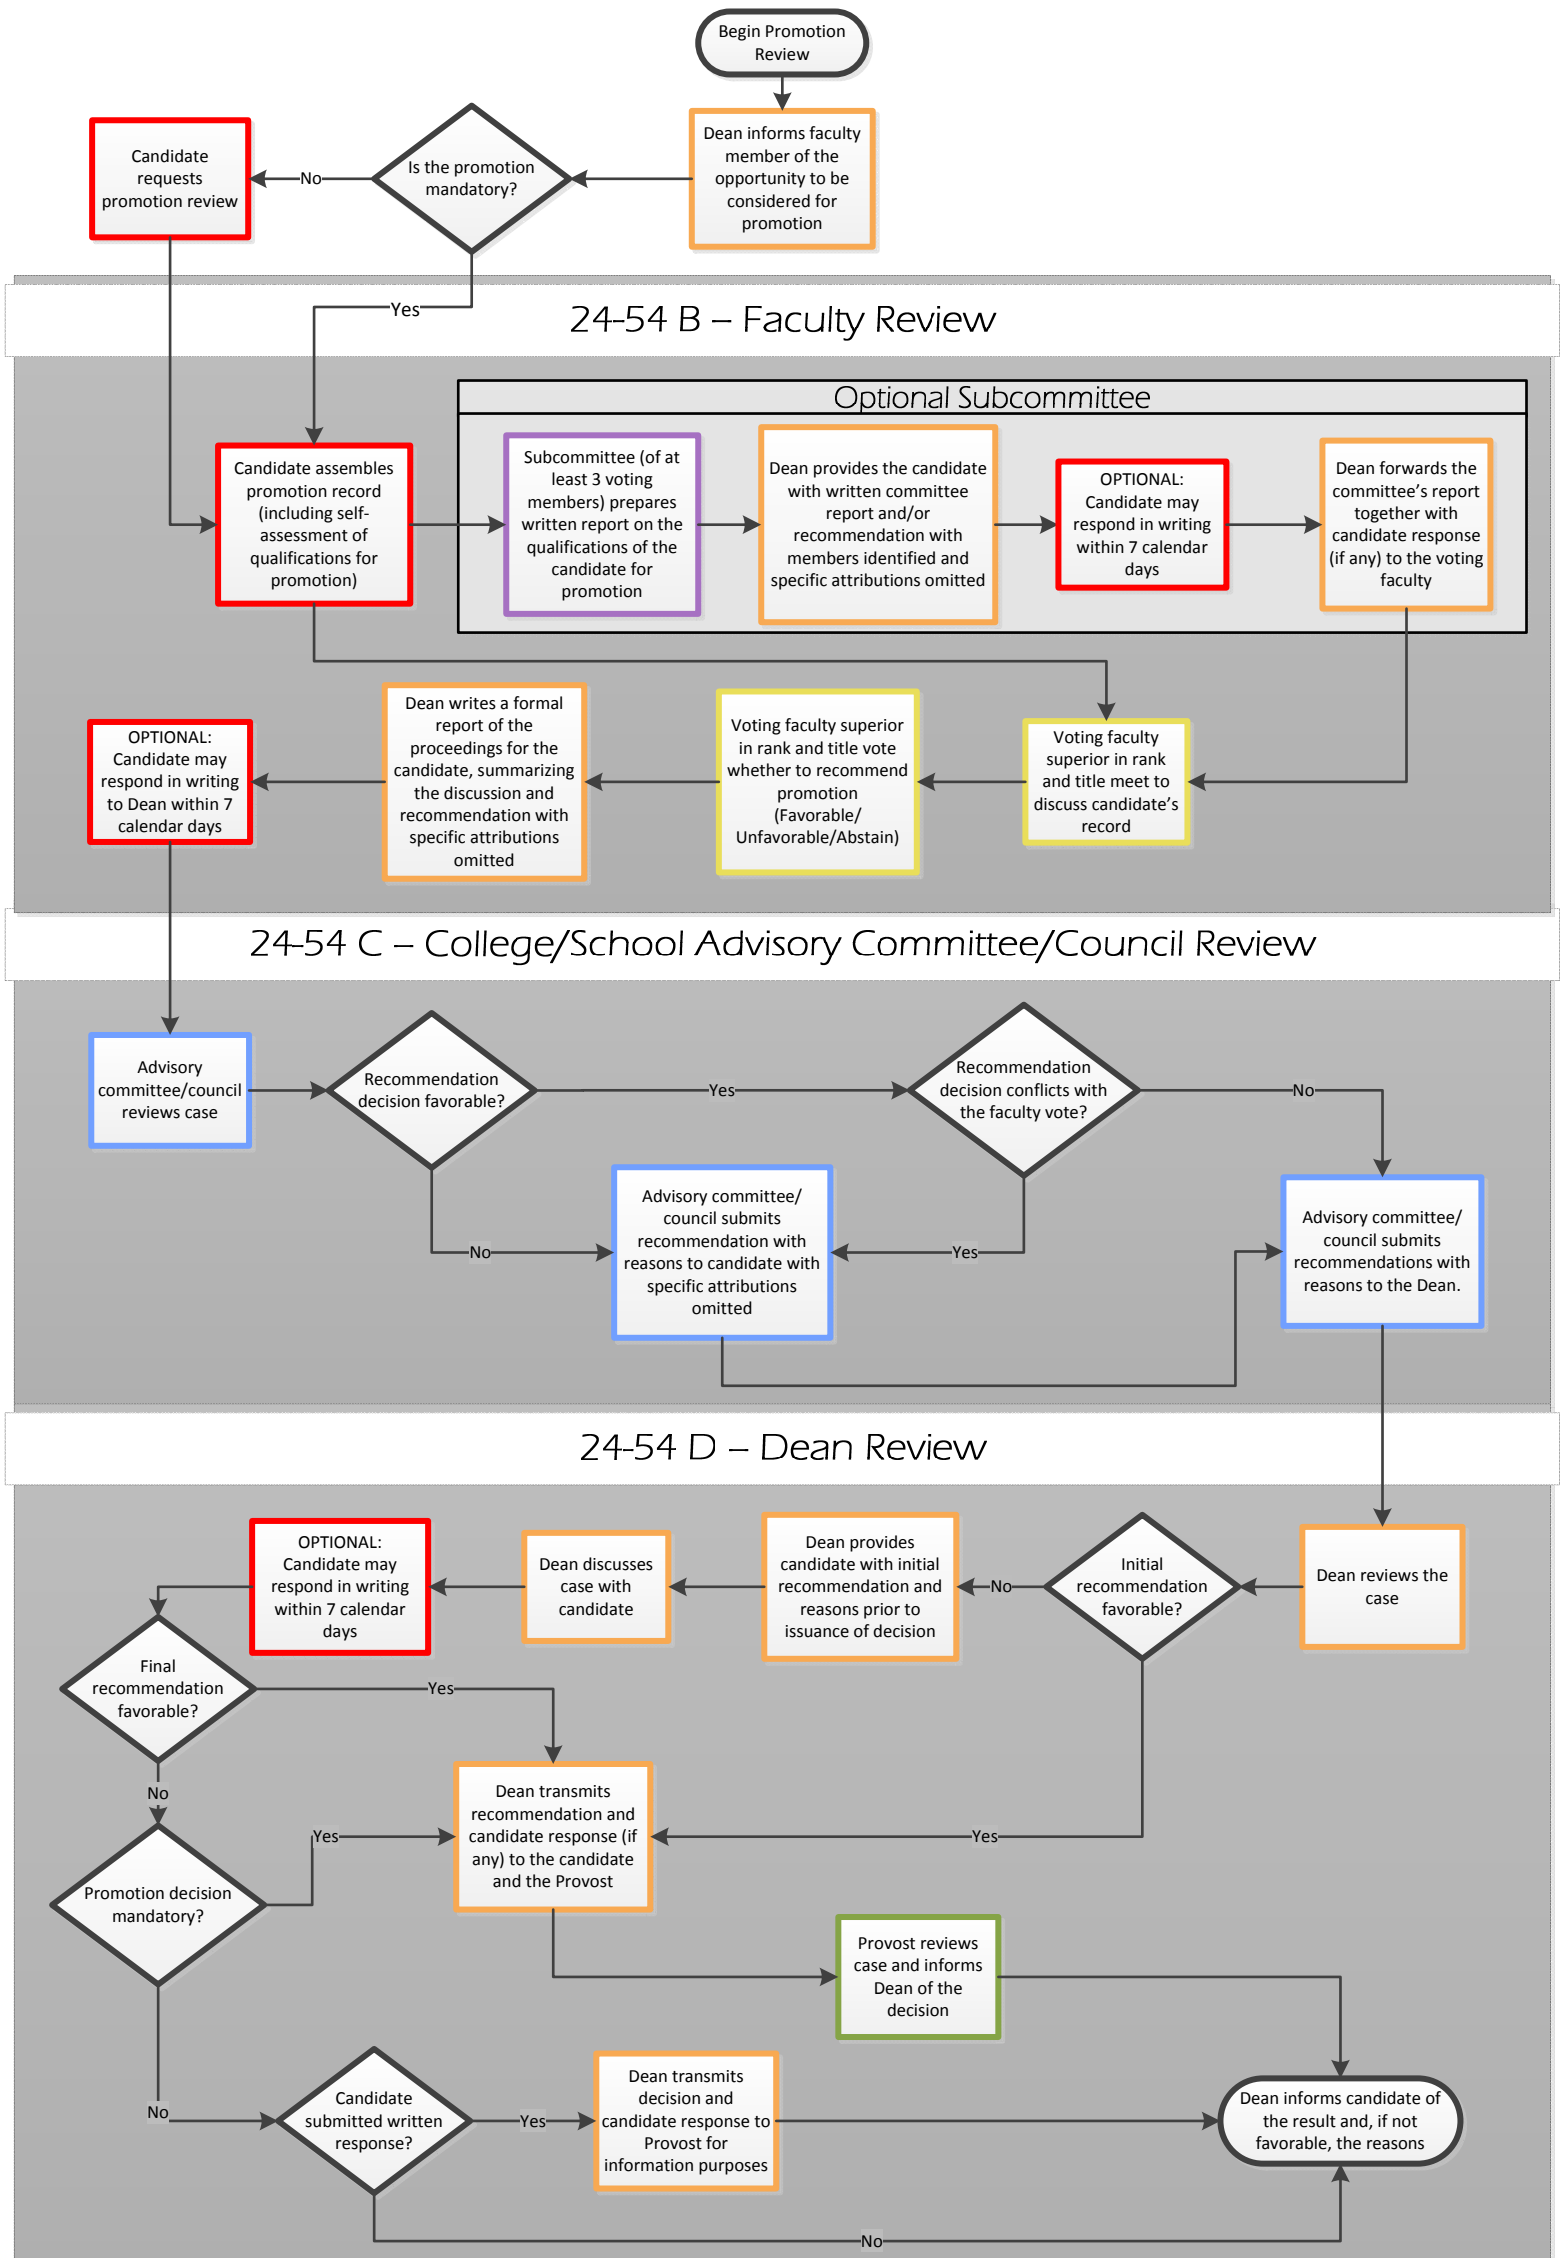 Begin Promotion
Review
Dean informs faculty
member of the
opportunity to be
considered for
promotion
Is the promotion
mandatory?
No
Candidate
requests
promotion review
Yes
24-54 B – Faculty Review
Optional Subcommittee
Candidate assembles
promotion record
(including self-
assessment of
qualifications for
promotion)
Subcommittee (of at
least 3 voting
members) prepares
written report on the
qualifications of the
candidate for
promotion
Dean provides the candidate
with written committee
report and/or
recommendation with
members identified and
specific attributions omitted
OPTIONAL:
Candidate may
respond in writing
within 7 calendar
days
Dean forwards the
committee’s report
together with
candidate response
(if any) to the voting
faculty
Voting faculty
superior in rank
and title meet to
discuss candidate’s
record
Voting faculty superior
in rank and title vote
whether to recommend
promotion
(Favorable/
Unfavorable/Abstain)
Dean writes a formal
report of the
proceedings for the
candidate, summarizing
the discussion and
recommendation with
specific attributions
omitted
OPTIONAL:
Candidate may
respond in writing
to Dean within 7
calendar days
24-54 C – College/School Advisory Committee/Council Review
Advisory
committee/council
reviews case
Recommendation
decision favorable?
Yes
Recommendation
decision conflicts with
the faculty vote?
No
No
Advisory committee/
council submits
recommendation with
reasons to candidate with
specific attributions
omitted
Yes
Advisory committee/
council submits
recommendations with
reasons to the Dean.
24-54 D – Dean Review
Dean reviews the
case
Initial
recommendation
favorable?
No
Dean provides
candidate with initial
recommendation and
reasons prior to
issuance of decision
Dean discusses
case with
candidate
OPTIONAL:
Candidate may
respond in writing
within 7 calendar
days
Final
recommendation
favorable?
Yes
No
Dean transmits
recommendation and
candidate response (if
any) to the candidate
and the Provost
Yes
Promotion decision
mandatory?
Yes
Provost reviews
case and informs
Dean of the
decision
No
Candidate
submitted written
response?
Yes
Dean transmits
decision and
candidate response to
Provost for
information purposes
Dean informs candidate of
the result and, if not
favorable, the reasons
No